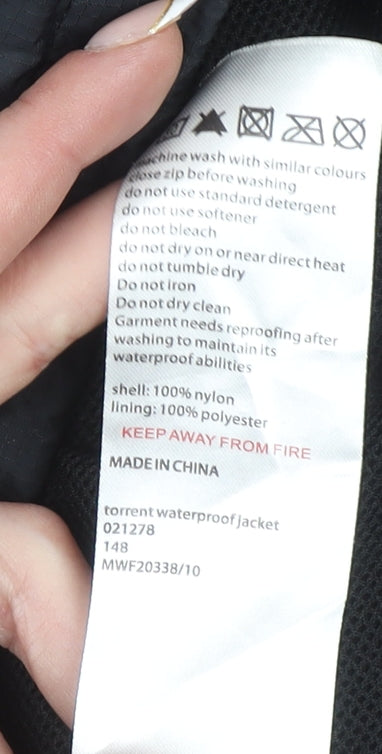 machine wash with similar colours
close zip before washing
do not use standard detergent
do not use softener
do not bleach
do not dry on or near direct heat
do not tumble dry
Do not iron
Do not dry clean
Garment needs reproofing after
washing to maintain its
waterproof abilities
shell: 100% nylon
lining: 100% polyester
KEEP AWAY FROM FIRE
MADE IN CHINA
torrent waterproof jacket
021278
148
MWF20338/10